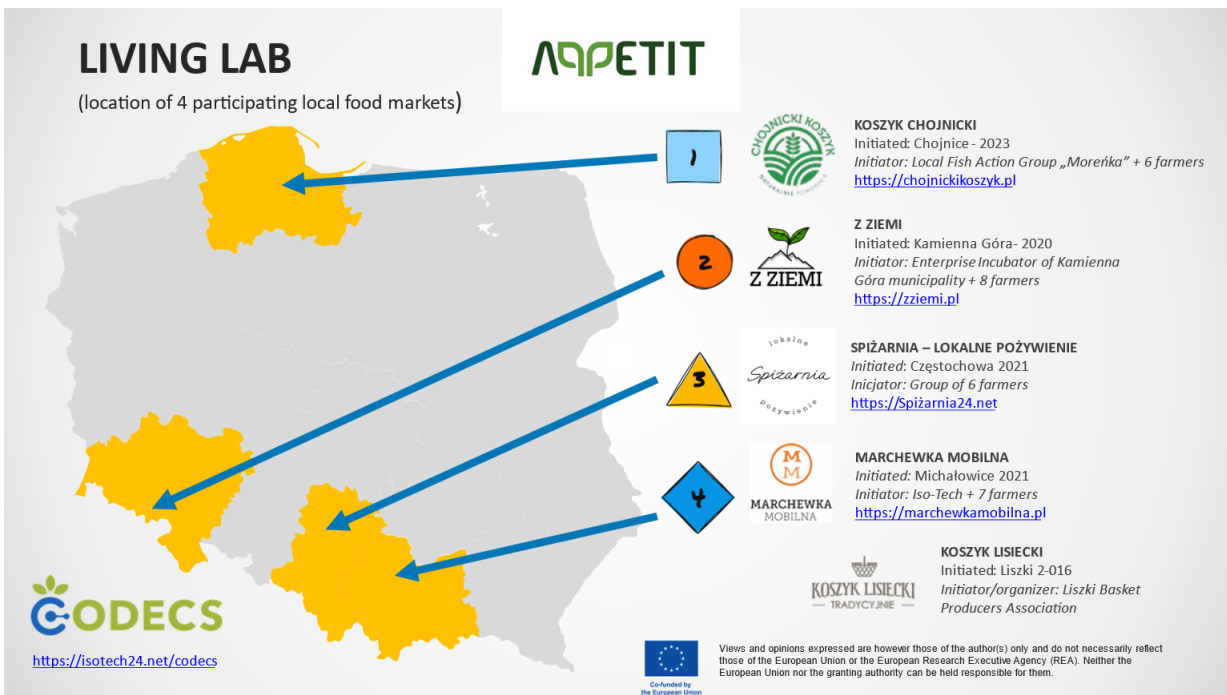 LIVING LAB
(location of 4 participating local food markets)
APPETIT
1
CHOJNICKI KOSZYK
NATURALNIE POMORSKIE
KOSZYK CHOJNICKI
Initiated: Chojnice - 2023
Initiator: Local Fish Action Group „Moreńka” + 6 farmers
https://chojnickikoszyk.pl
2
Z ZIEMI
Z ZIEMI
Initiated: Kamienna Góra- 2020
Initiator: Enterprise Incubator of Kamienna
Góra municipality + 8 farmers
https://zziemi.pl
3
lokalne
Spiżarnia
pożywienie
SPIŻARNIA – LOKALNE POŻYWIENIE
Initiated: Częstochowa 2021
Inicjator: Group of 6 farmers
https://Spiżarnia24.net
4
M
M
MARCHEWKA
MOBILNA
MARCHEWKA MOBILNA
Initiated: Michałowice 2021
Initiator: Iso-Tech + 7 farmers
https://marchewkamobilna.pl
KOSZYK LISIECKI
TRADYCYJNIE
KOSZYK LISIECKI
Initiated: Liszki 2-016
Initiator/organizer: Liszki Basket
Producers Association
CODECS
https://isotech24.net/codecs
Co-funded by
the European Union
Views and opinions expressed are however those of the author(s) only and do not necessarily reflect
those of the European Union or the European Research Executive Agency (REA). Neither the
European Union nor the granting authority can be held responsible for them.